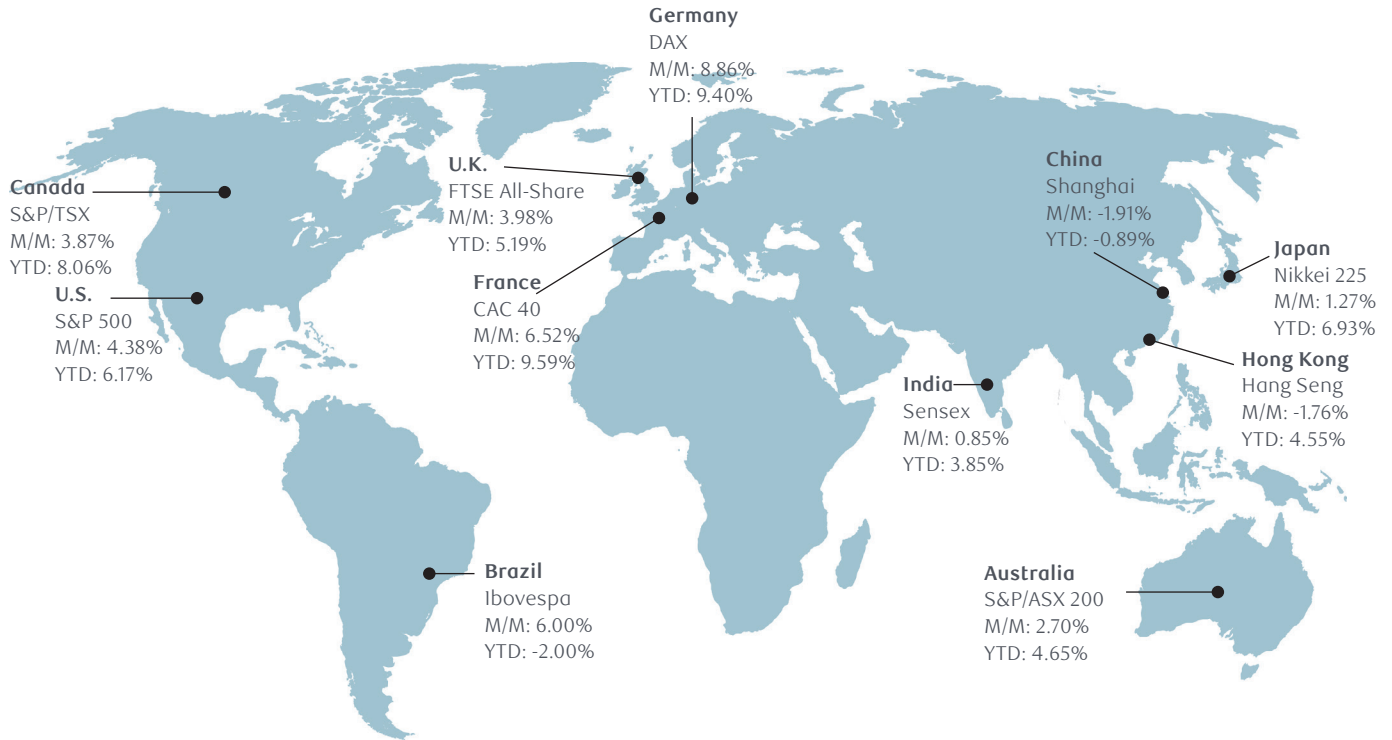 Germany
DAX
M/M: 8.86%
YTD: 9.40%
Canada
S&P/TSX
M/M: 3.87%
YTD: 8.06%
U.S.
S&P 500
M/M: 4.38%
YTD: 6.17%
U.K.
FTSE All-Share
M/M: 3.98%
YTD: 5.19%
France
CAC 40
M/M: 6.52%
YTD: 9.59%
China
Shanghai
M/M: -1.91%
YTD: -0.89%
Japan
Nikkei 225
M/M: 1.27%
YTD: 6.93%
Hong Kong
Hang Seng
M/M: -1.76%
YTD: 4.55%
India
Sensex
M/M: 0.85%
YTD: 3.85%
Brazil
Ibovespa
M/M: 6.00%
YTD: -2.00%
Australia
S&P/ASX 200
M/M: 2.70%
YTD: 4.65%